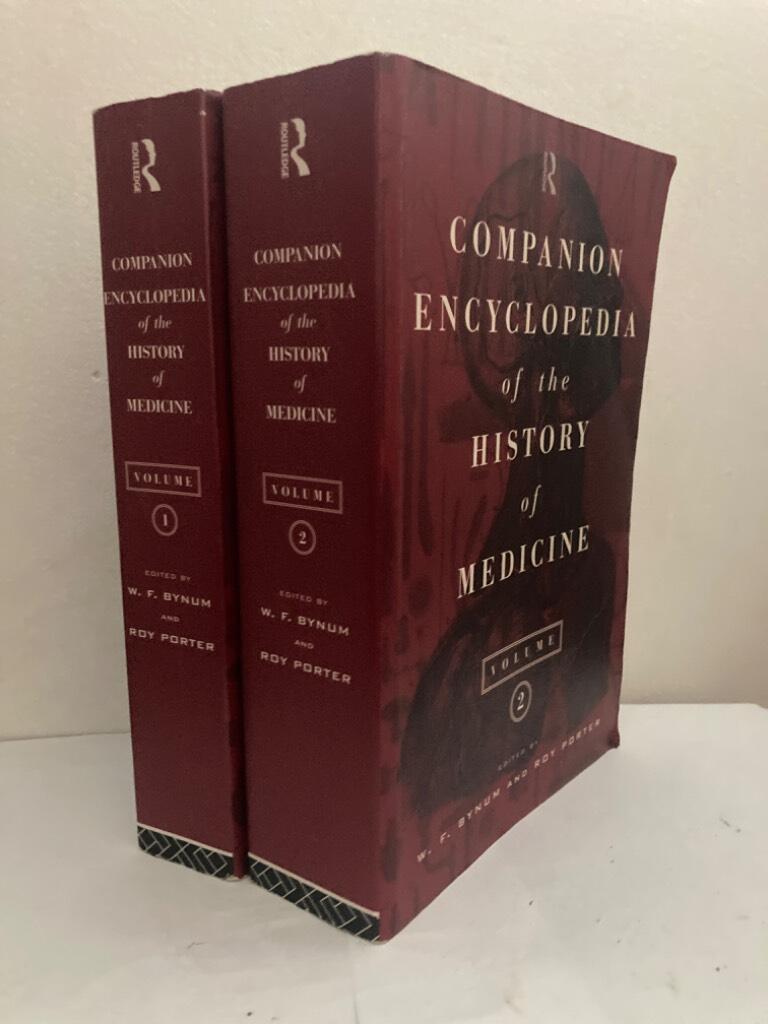 ROUTLEDGE
COMPANION
ENCYCLOPEDIA
of the
HISTORY
of
MEDICINE
VOLUME
1
EDITED BY
W. F. BYNUM
AND
ROY PORTER
ROUTLEDGE
COMPANION
ENCYCLOPEDIA
of the
HISTORY
of
MEDICINE
VOLUME
2
EDITED BY
W. F. BYNUM
AND
ROY PORTER
R
COMPANION
ENCYCLOPEDIA
of the
HISTORY
of
MEDICINE
VOLUME
2
EDITED BY
W. F. BYNUM AND ROY PORTER